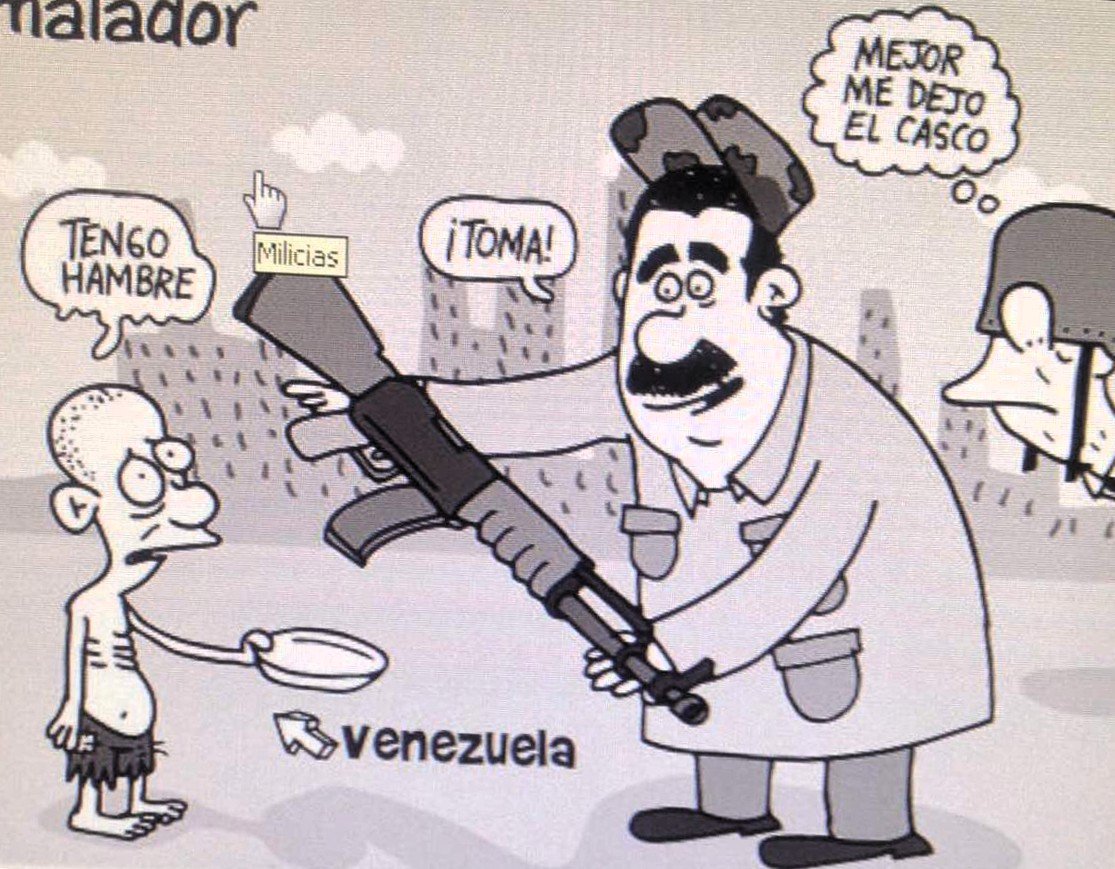 malador
MEJOR
ME DEJO
EL CASCO
TENGO
HAMBRE
Milicias
¡TOMA!
venezuela